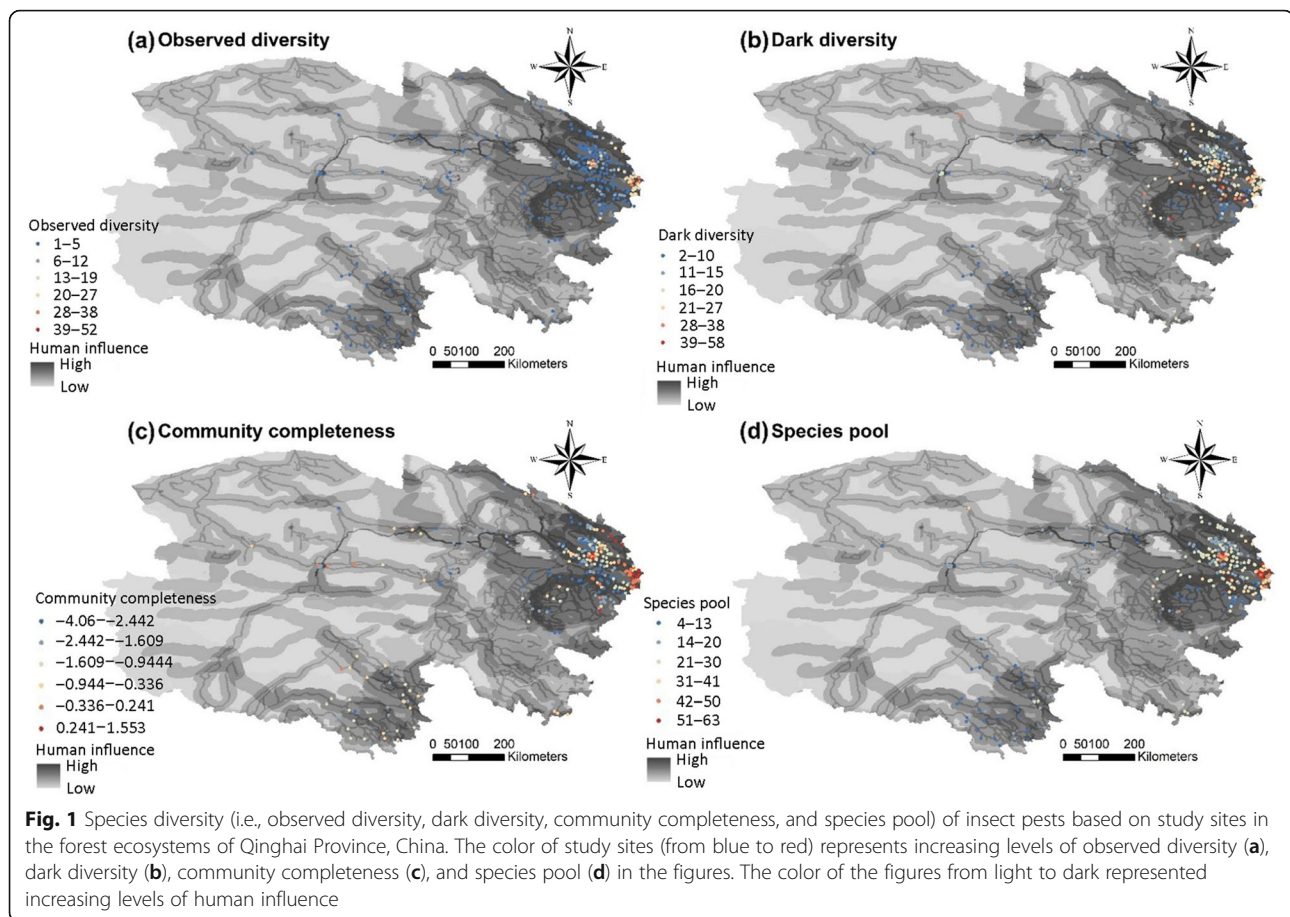 (a) Observed diversity
N
W
E
S
Observed diversity
1–5
6–12
13–19
20–27
28–38
39–52
Human influence
High
Low
0 50100 200
Kilometers
(b) Dark diversity
N
W
E
S
Dark diversity
2–10
11–15
16–20
21–27
28–38
39–58
Human influence
High
Low
0 50100 200
Kilometers
(c) Community completeness
N
W
E
S
Community completeness
−4.06–−2.442
−2.442–−1.609
−1.609–−0.9444
−0.944–−0.336
−0.336–0.241
0.241–1.553
Human influence
High
Low
0 50100 200
Kilometers
(d) Species pool
N
W
E
S
Species pool
4–13
14–20
21–30
31–41
42–50
51–63
Human influence
High
Low
0 50100 200
Kilometers
Fig. 1 Species diversity (i.e., observed diversity, dark diversity, community completeness, and species pool) of insect pests based on study sites in
the forest ecosystems of Qinghai Province, China. The color of study sites (from blue to red) represents increasing levels of observed diversity (a),
dark diversity (b), community completeness (c), and species pool (d) in the figures. The color of the figures from light to dark represented
increasing levels of human influence